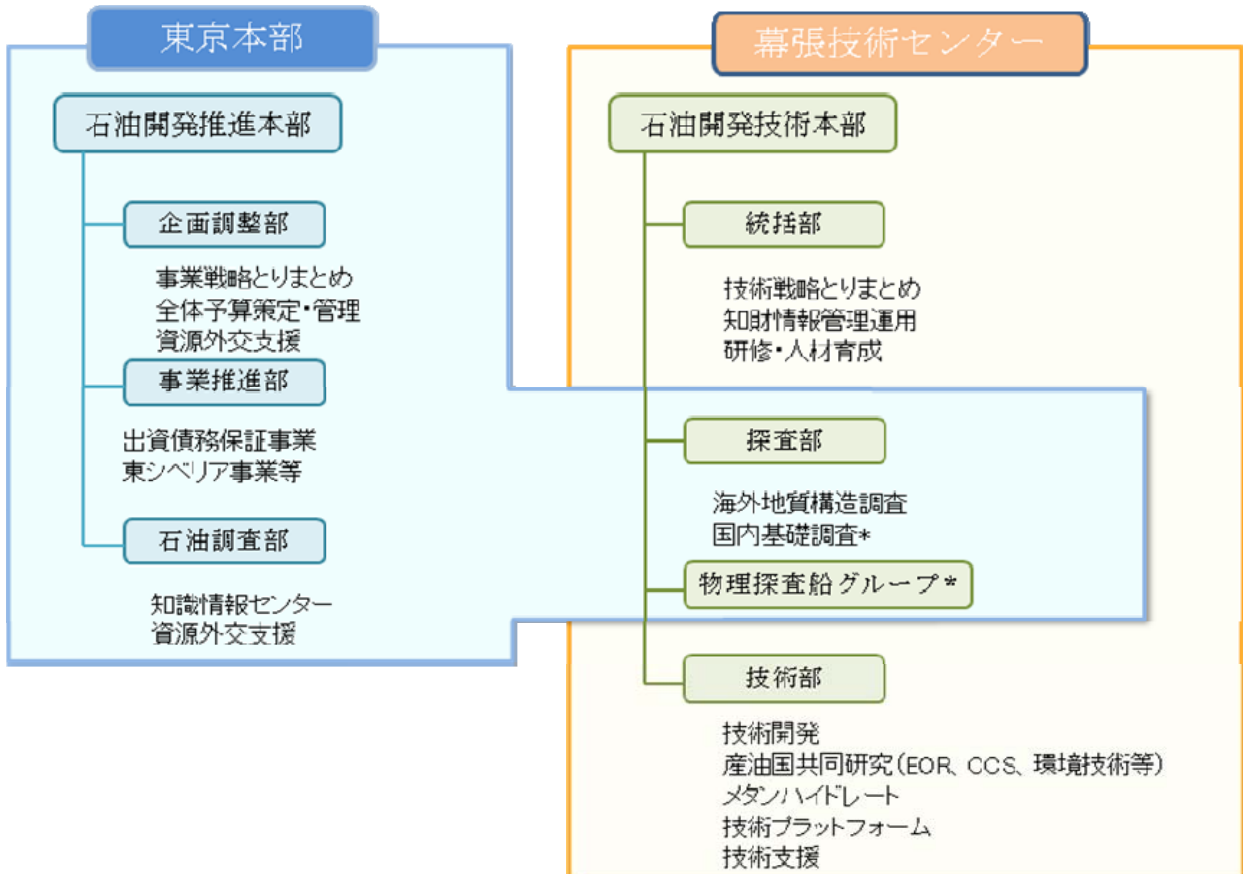 東京本部
石油開発推進本部
企画調整部
事業戦略とりまとめ
全体予算策定・管理
資源外交支援
事業推進部
出資債務保証事業
東シベリア事業等
石油調査部
知識情報センター
資源外交支援
幕張技術センター
石油開発技術本部
統括部
技術戦略とりまとめ
知財情報管理運用
研修・人材育成
探査部
海外地質構造調査
国内基礎調査*
物理探査船グループ*
技術部
技術開発
産油国共同研究(EOR、CCS、環境技術等)
メタンハイドレート
技術プラットフォーム
技術支援